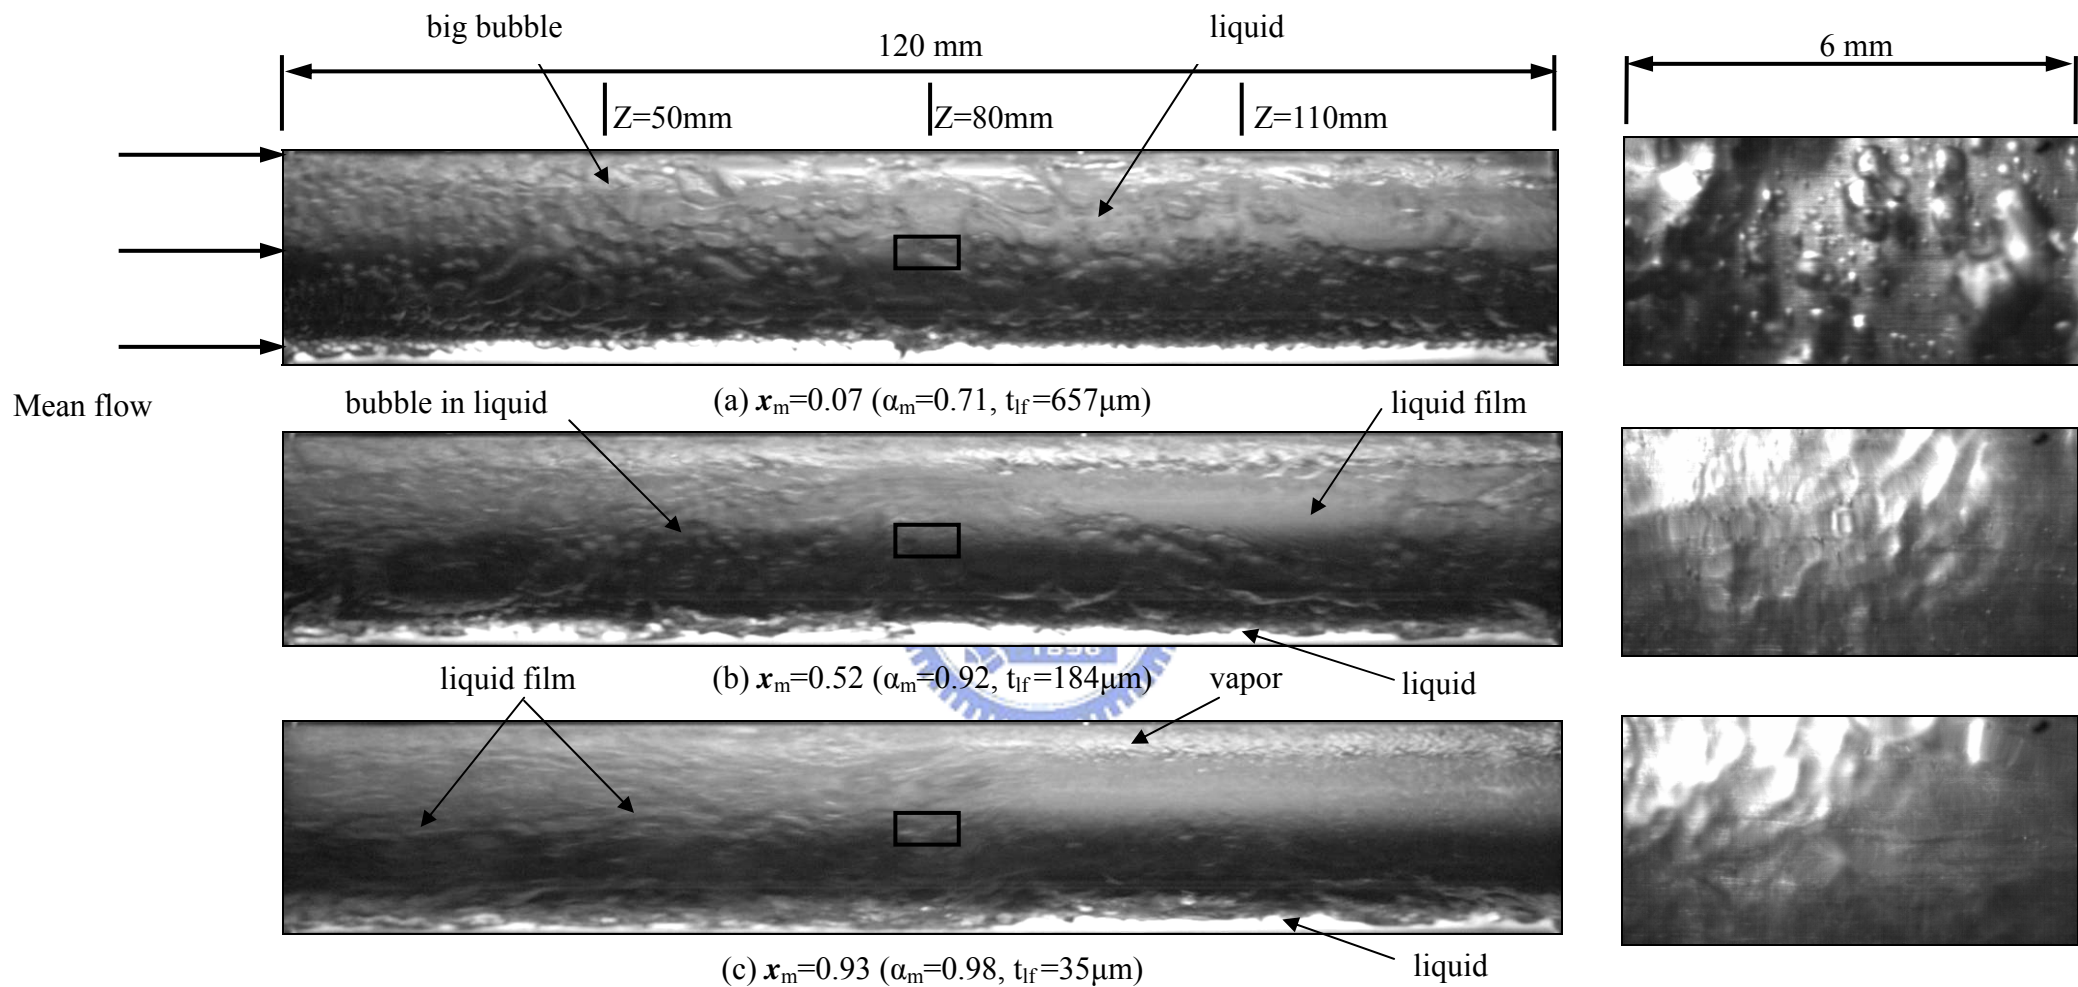 big bubble
liquid
120 mm
6 mm
Z=50mm
Z=80mm
Z=110mm
Mean flow
bubble in liquid
(a) xm=0.07 (αm=0.71, tlf=657μm)
liquid film
1896
liquid film
(b) xm=0.52 (αm=0.92, tlf=184μm)
vapor
liquid
(c) xm=0.93 (αm=0.98, tlf=35μm)
liquid